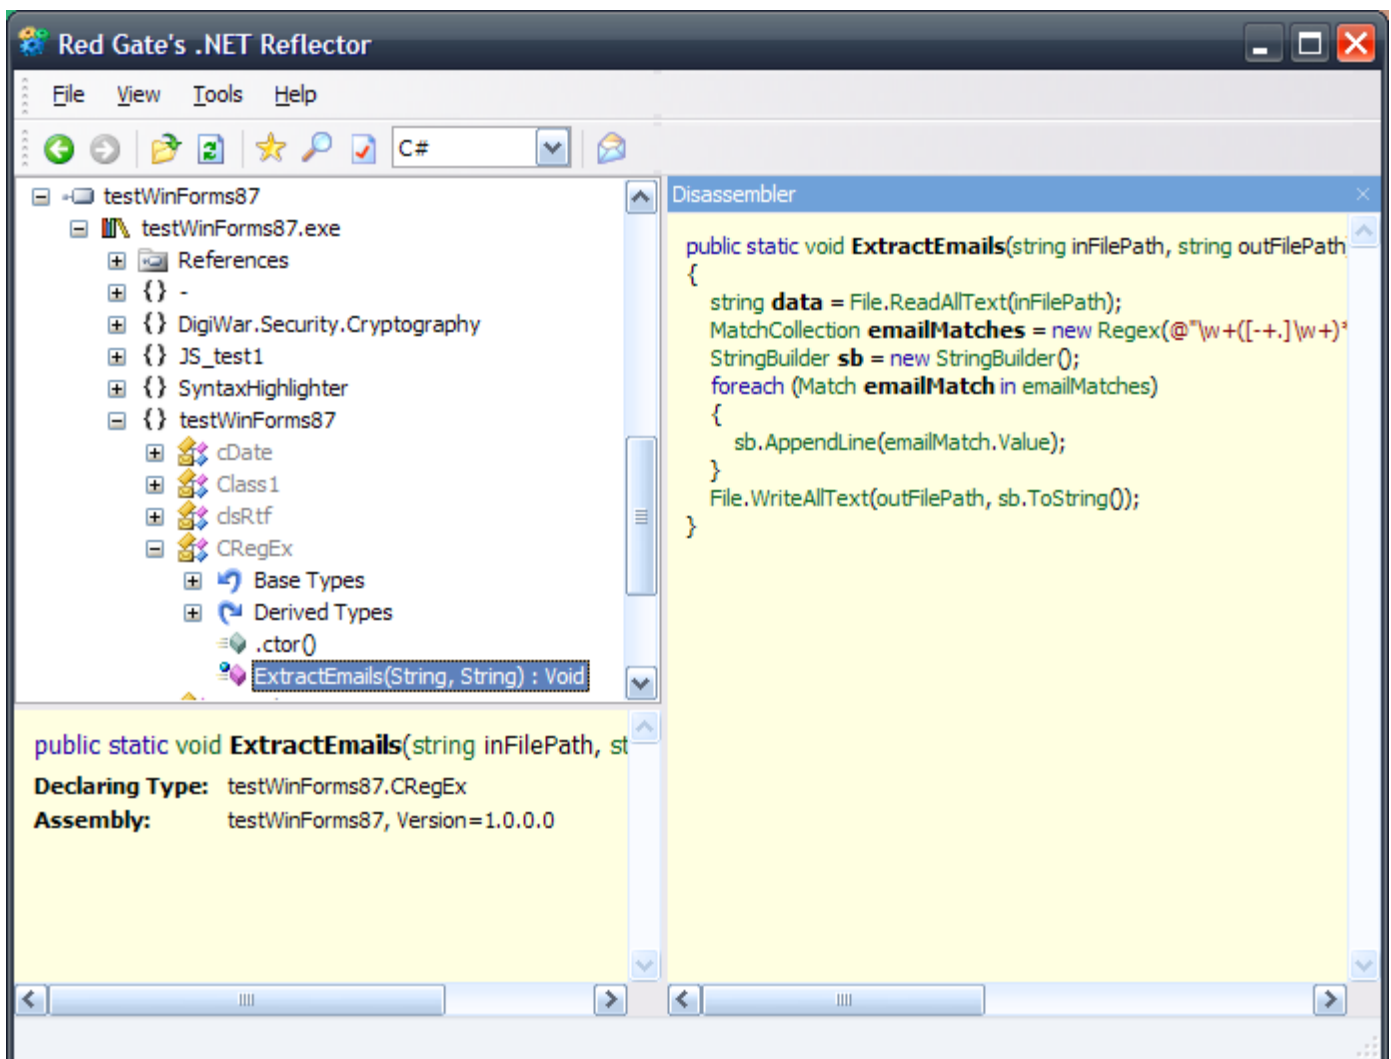 Red Gate's .NET Reflector
File View Tools Help
C#
testWinForms87
testWinForms87.exe
References
{} -
{} DigiWar.Security.Cryptography
{} JS_test1
{} SyntaxHighlighter
{} testWinForms87
cDate
Class1
clsRtf
CRegEx
Base Types
Derived Types
.ctor()
ExtractEmails(String, String) : Void
public static void ExtractEmails(string inFilePath, st
Declaring Type: testWinForms87.CRegEx
Assembly: testWinForms87, Version=1.0.0.0
Disassembler
public static void ExtractEmails(string inFilePath, string outFilePath
{
string data = File.ReadAllText(inFilePath);
MatchCollection emailMatches = new Regex(@"\w+([-+.]\w+)*
StringBuilder sb = new StringBuilder();
foreach (Match emailMatch in emailMatches)
{
sb.AppendLine(emailMatch.Value);
}
File.WriteAllText(outFilePath, sb.ToString());
}